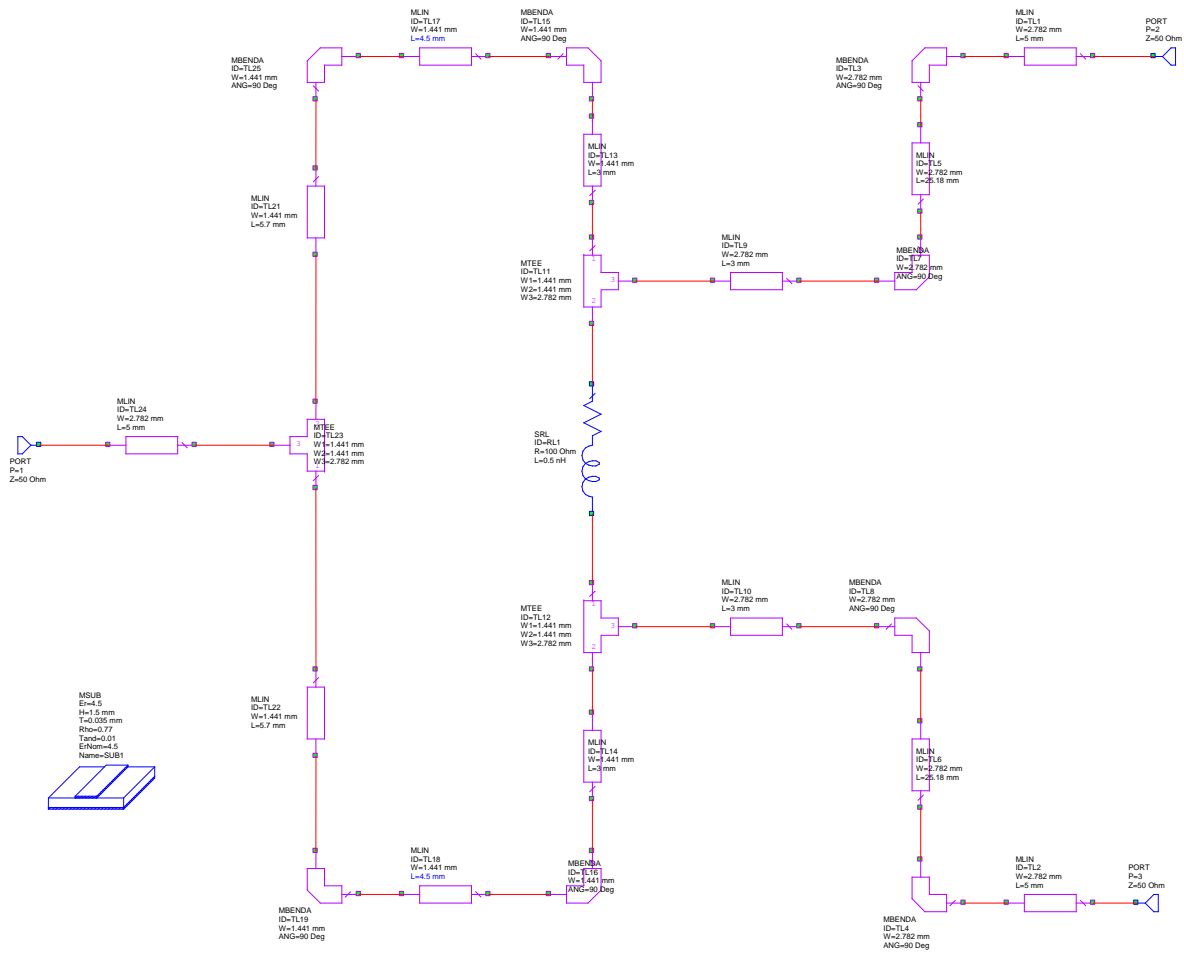 MLIN
ID=TL17
W=1.441 mm
L=4.5 mm
MBENDA
ID=TL15
W=1.441 mm
ANG=90 Deg
MLIN
ID=TL1
W=2.782 mm
L=5 mm
PORT
P=2
Z=50 Ohm
MBENDA
ID=TL25
W=1.441 mm
ANG=90 Deg
MBENDA
ID=TL3
W=2.782 mm
ANG=90 Deg
MLIN
ID=TL13
W=1.441 mm
L=3 mm
MLIN
ID=TL5
W=2.782 mm
L=25.18 mm
MLIN
ID=TL21
W=1.441 mm
L=5.7 mm
MLIN
ID=TL9
W=2.782 mm
L=3 mm
MBENDA
ID=TL7
W=2.782 mm
ANG=90 Deg
MTEE
ID=TL11
W1=1.441 mm
W2=1.441 mm
W3=2.782 mm
1
3
2
MLIN
ID=TL24
W=2.782 mm
L=5 mm
MTEE
ID=TL23
W1=1.441 mm
W2=1.441 mm
W3=2.782 mm
3
1
PORT
P=1
Z=50 Ohm
SRL
ID=RL1
R=100 Ohm
L=0.5 nH
MLIN
ID=TL10
W=2.782 mm
L=3 mm
MBENDA
ID=TL8
W=2.782 mm
ANG=90 Deg
MTEE
ID=TL12
W1=1.441 mm
W2=1.441 mm
W3=2.782 mm
1
3
2
MSUB
Er=4.5
H=1.5 mm
T=0.035 mm
Rho=0.77
Tand=0.01
ErNom=4.5
Name=SUB1
MLIN
ID=TL22
W=1.441 mm
L=5.7 mm
MLIN
ID=TL14
W=1.441 mm
L=3 mm
MLIN
ID=TL6
W=2.782 mm
L=25.18 mm
MLIN
ID=TL18
W=1.441 mm
L=4.5 mm
MBENDA
ID=TL16
W=1.441 mm
ANG=90 Deg
MLIN
ID=TL2
W=2.782 mm
L=5 mm
PORT
P=3
Z=50 Ohm
MBENDA
ID=TL19
W=1.441 mm
ANG=90 Deg
MBENDA
ID=TL4
W=2.782 mm
ANG=90 Deg